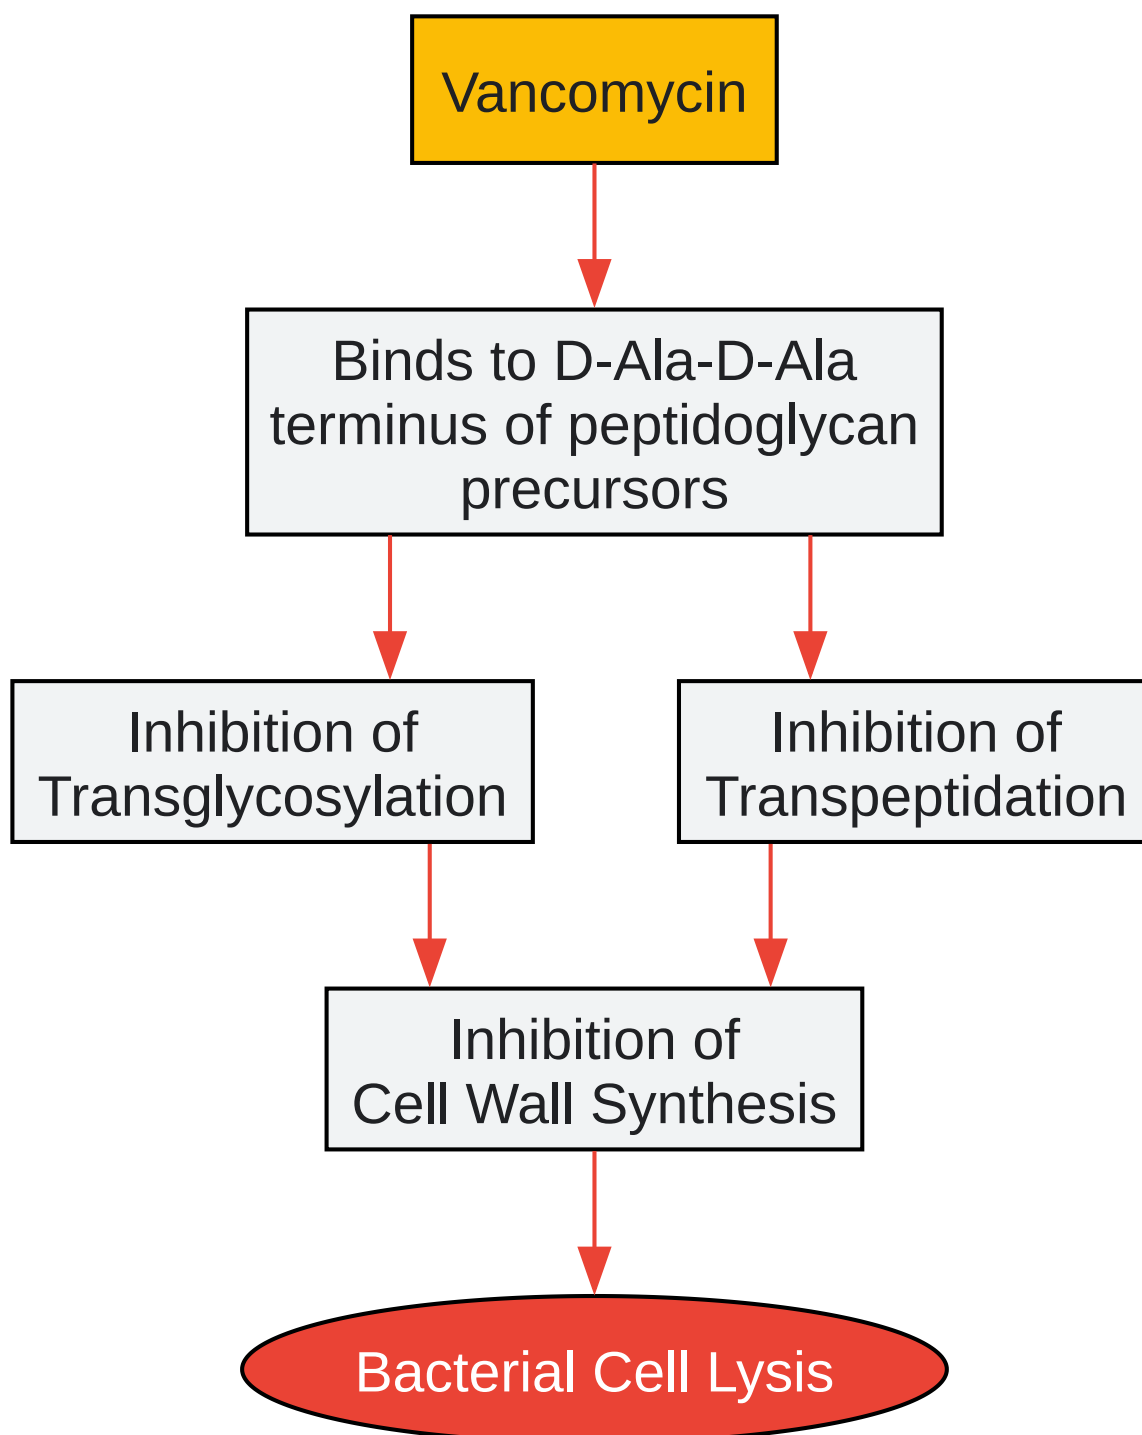 Vancomycin
Binds to D-Ala-D-Ala
terminus of peptidoglycan
precursors
Inhibition of
Transglycosylation
Inhibition of
Transpeptidation
Inhibition of
Cell Wall Synthesis
Bacterial Cell Lysis